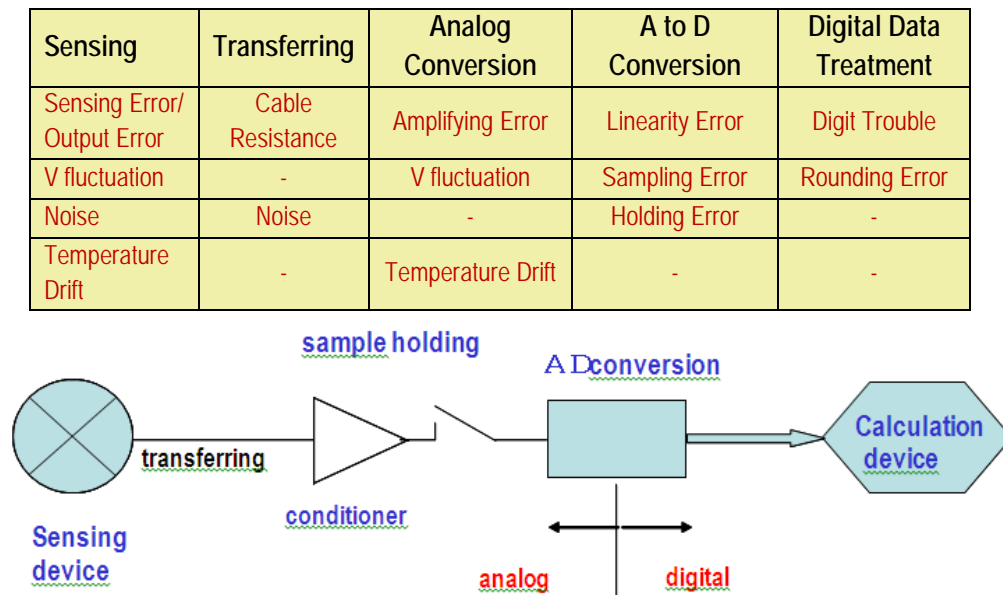 Sensing Transferring Analog Conversion A to D Conversion Digital Data Treatment
Sensing Error/ Output Error Cable Resistance Amplifying Error Linearity Error Digit Trouble
V fluctuation - V fluctuation Sampling Error Rounding Error
Noise Noise - Holding Error -
Temperature Drift - Temperature Drift - -
sample holding
A Dconversion
transferring
Calculation
device
conditioner
Sensing
device
analog
digital